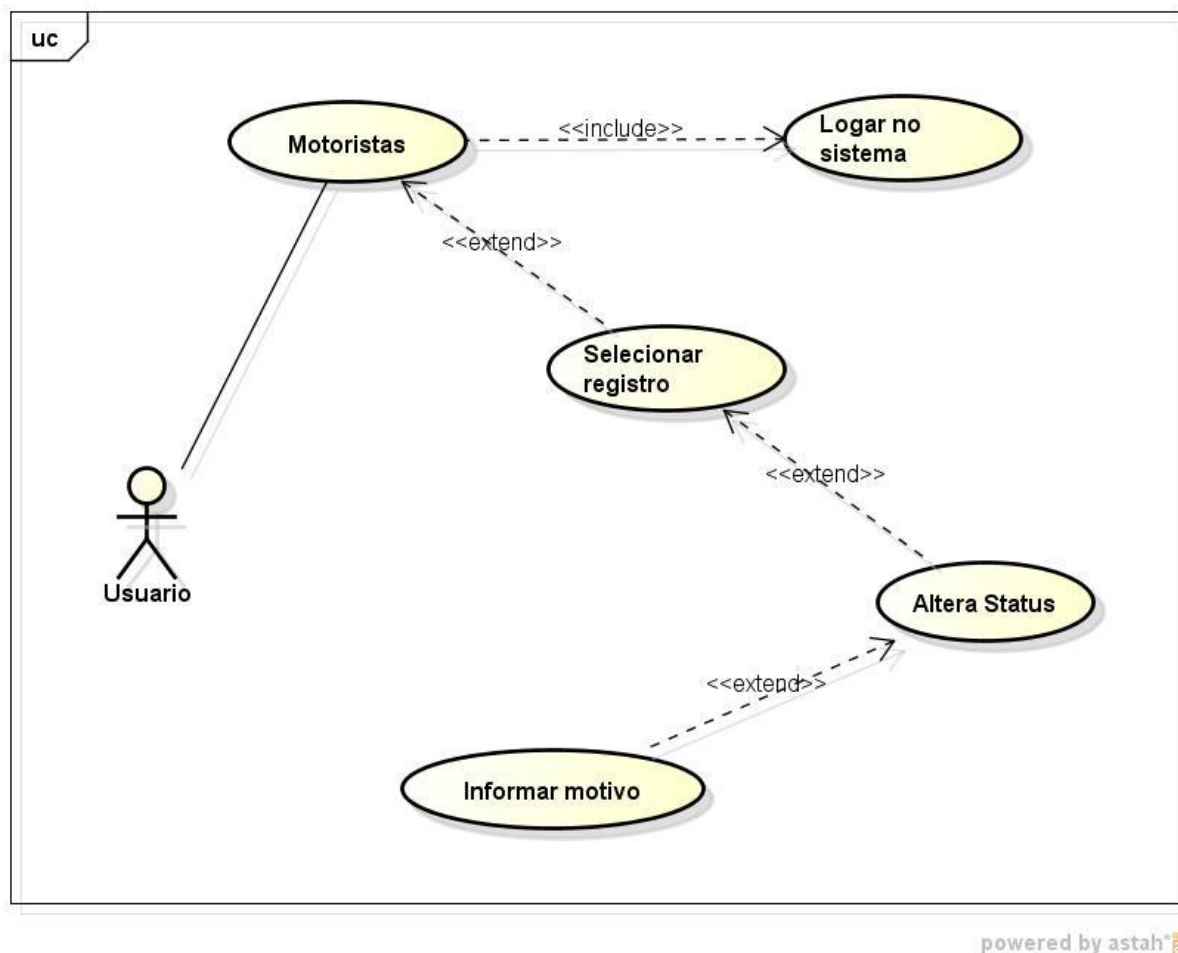 uc
Motoristas
<<include>>
Logar no
sistema
<<extend>>
Selecionar
registro
<<extend>>
Usuario
Altera Status
<<extend>>
Informar motivo
powered by astah*